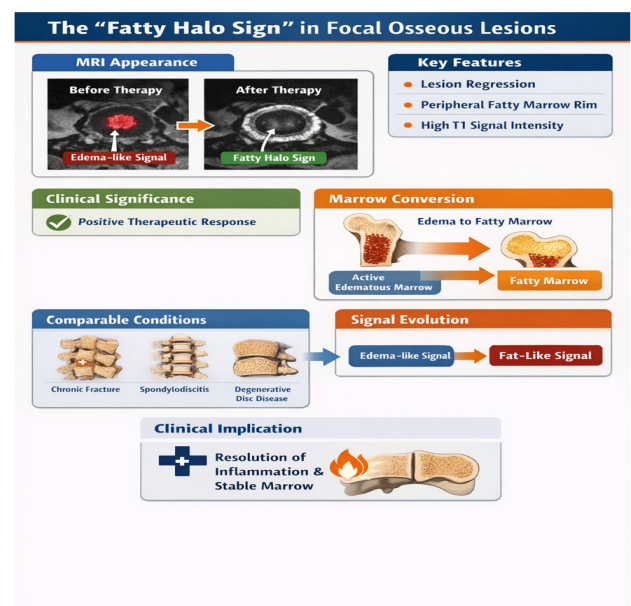 The “Fatty Halo Sign” in Focal Osseous Lesions
MRI Appearance
Before Therapy
After Therapy
Edema-like Signal
Fatty Halo Sign
Key Features
Lesion Regression
Peripheral Fatty Marrow Rim
High T1 Signal Intensity
Clinical Significance
Positive Therapeutic Response
Marrow Conversion
Edema to Fatty Marrow
Active
Edematous Marrow
Fatty Marrow
Comparable Conditions
Chronic Fracture
Spondylodiscitis
Degenerative
Disc Disease
Signal Evolution
Edema-like Signal
Fat-Like Signal
Clinical Implication
Resolution of
Inflammation &
Stable Marrow